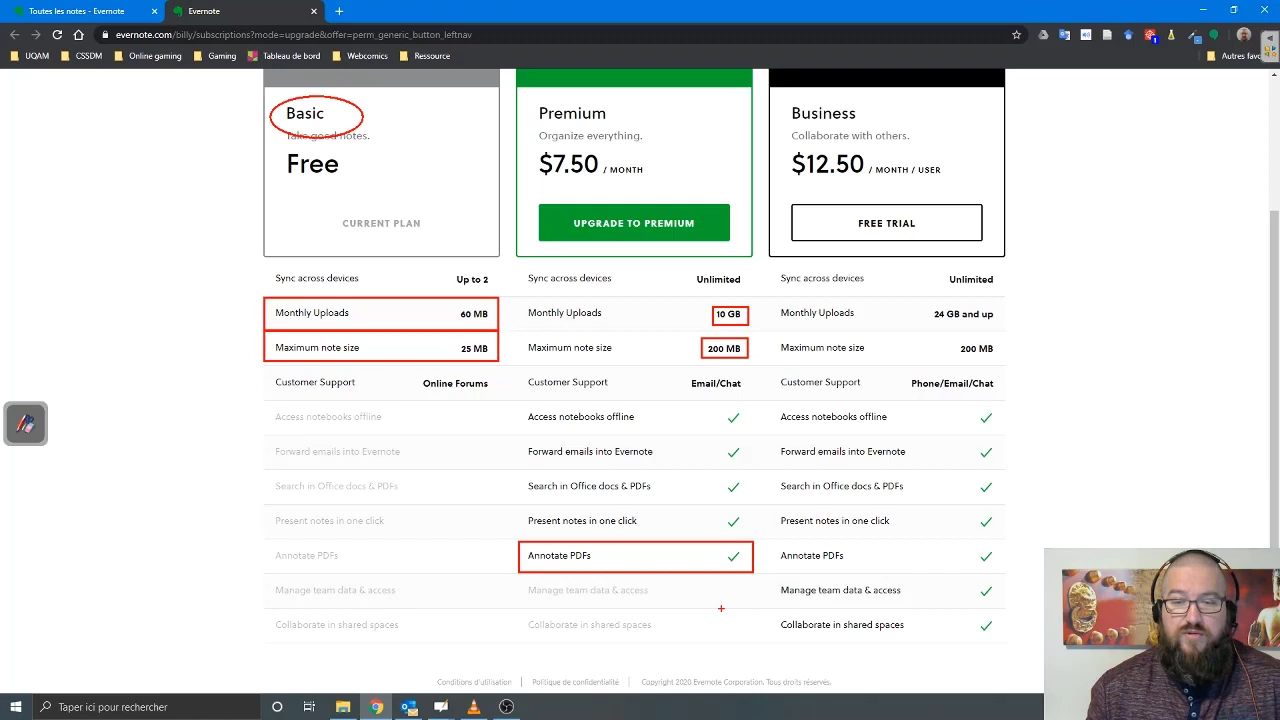 Toutes les notes - Evernote
Evernote
evernote.com/billy/subscriptions?mode=upgrade&offer=perm_generic_button_leftnav
UQAM
CSSDM
Online gaming
Gaming
Tableau de bord
Webcomics
Ressource
Autres favo
Basic
Take good notes.
Free
CURRENT PLAN
Premium
Organize everything.
$7.50 / MONTH
UPGRADE TO PREMIUM
Business
Collaborate with others.
$12.50 / MONTH / USER
FREE TRIAL
Sync across devices Up to 2 Sync across devices Unlimited Sync across devices Unlimited
Monthly Uploads 60 MB Monthly Uploads 10 GB Monthly Uploads 24 GB and up
Maximum note size 25 MB Maximum note size 200 MB Maximum note size 200 MB
Customer Support Online Forums Customer Support Email/Chat Customer Support Phone/Email/Chat
Access notebooks offline Access notebooks offline Access notebooks offline
Forward emails into Evernote Forward emails into Evernote Forward emails into Evernote
Search in Office docs & PDFs Search in Office docs & PDFs Search in Office docs & PDFs
Present notes in one click Present notes in one click Present notes in one click
Annotate PDFs Annotate PDFs Annotate PDFs
Manage team data & access Manage team data & access Manage team data & access
Collaborate in shared spaces Collaborate in shared spaces Collaborate in shared spaces
Conditions d'utilisation Politique de confidentialité Copyright 2020 Evernote Corporation. Tous droits réservés.
Taper ici pour rechercher